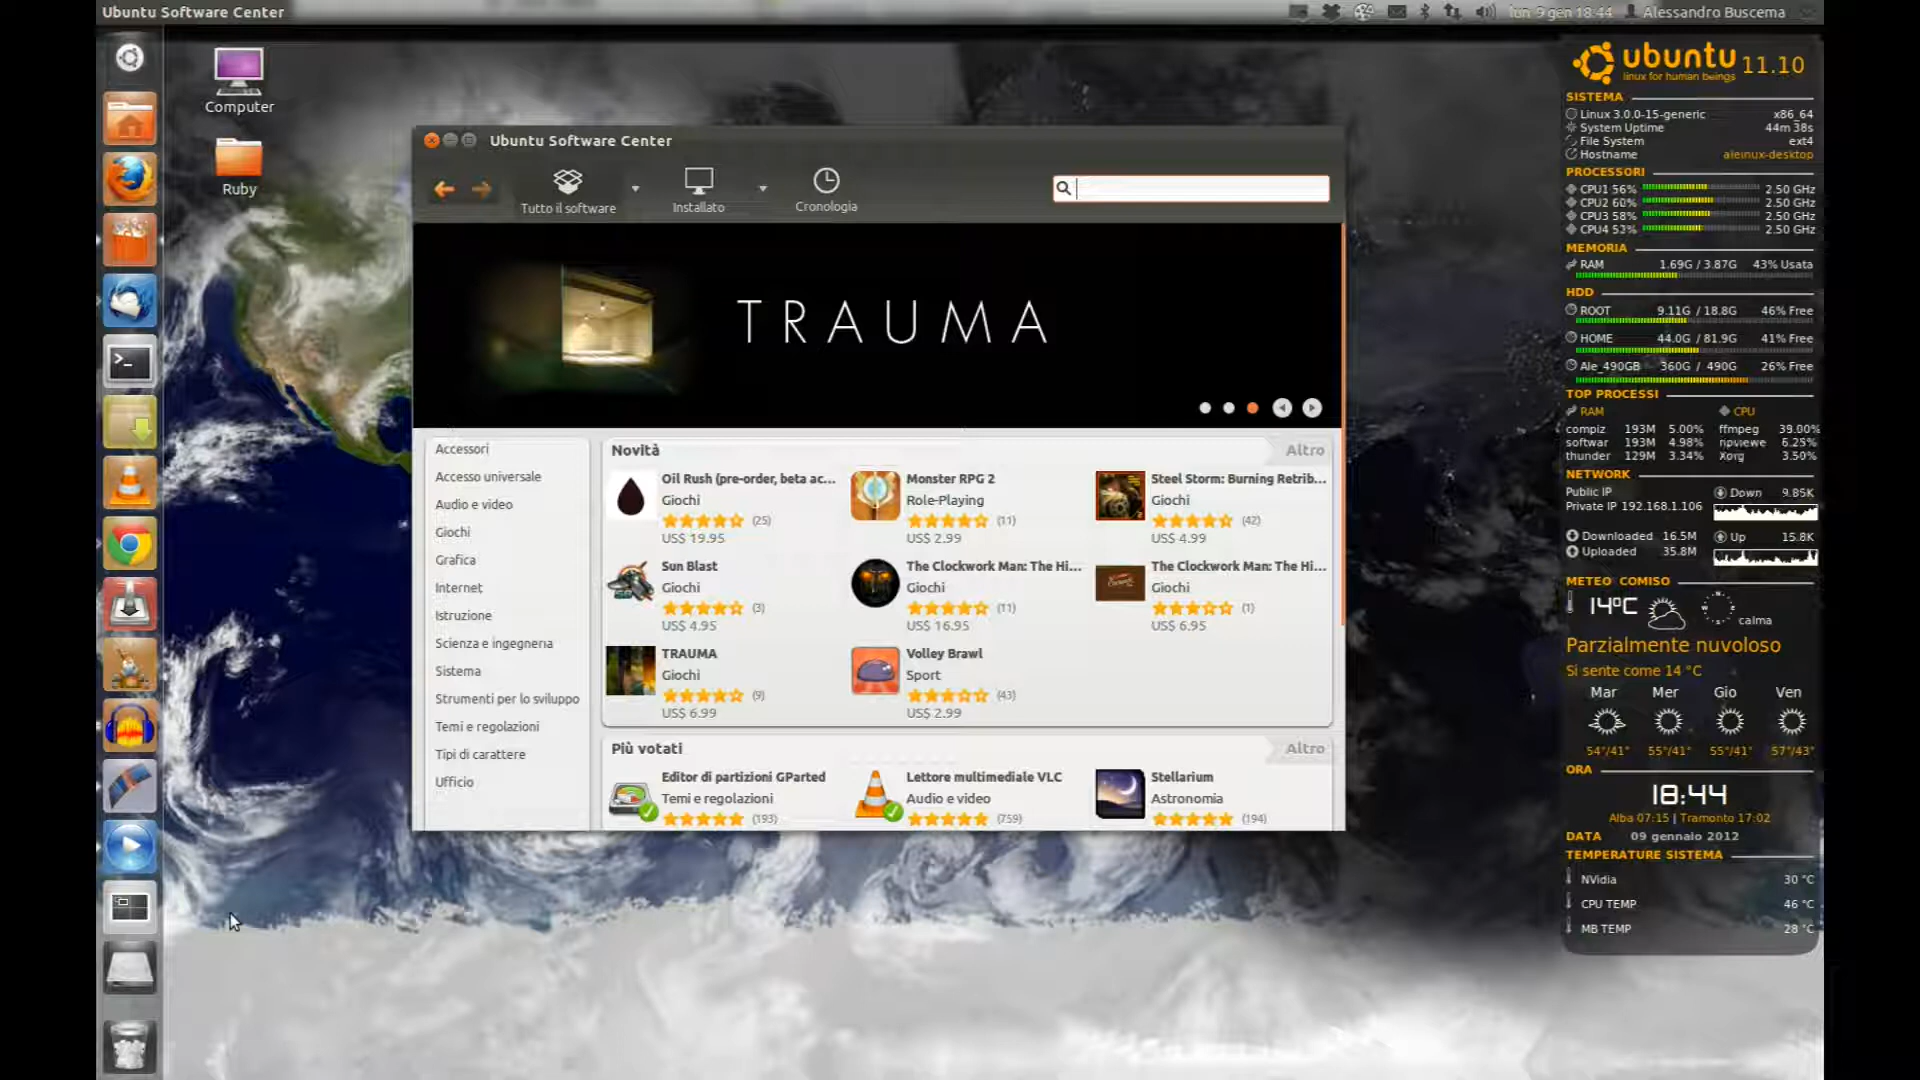 Ubuntu Software Center
lun 9 gen 18:44 Alessandro Buscema
Computer
Ruby
Ubuntu Software Center
Tutto il software
Installato
Cronologia
TRAUMA
Accessori
Accesso universale
Audio e video
Giochi
Grafica
Internet
Istruzione
Scienza e ingegneria
Sistema
Strumenti per lo sviluppo
Temi e regolazioni
Tipi di carattere
Ufficio
Novità Altro
Oil Rush (pre-order, beta ac...
Giochi
(25)
US$ 19.95
Monster RPG 2
Role-Playing
(11)
US$ 2.99
Steel Storm: Burning Retrib...
Giochi
(42)
US$ 4.99
Sun Blast
Giochi
(3)
US$ 4.95
The Clockwork Man: The Hi...
Giochi
(11)
US$ 16.95
The Clockwork Man: The Hi...
Giochi
(1)
US$ 6.95
TRAUMA
Giochi
(9)
US$ 6.99
Volley Brawl
Sport
(43)
US$ 2.99
Più votati Altro
Editor di partizioni GParted
Temi e regolazioni
(193)
Lettore multimediale VLC
Audio e video
(759)
Stellarium
Astronomia
(194)
ubuntu 11.10
linux for human beings
SISTEMA
Linux 3.0.0-15-generic x86_64
System Uptime 44m 38s
File System ext4
Hostname aleinux-desktop
PROCESSORI
CPU1 56% 2.50 GHz
CPU2 60% 2.50 GHz
CPU3 58% 2.50 GHz
CPU4 53% 2.50 GHz
MEMORIA
RAM 1.69G / 3.87G 43% Usata
HDD
ROOT 9.11G / 18.8G 46% Free
HOME 44.0G / 81.9G 41% Free
Ale_490GB 360G / 490G 26% Free
TOP PROCESSI
RAM CPU
compiz 193M 5.00% ffmpeg 39.00%
softwar 193M 4.98% npviewe 6.25%
thunder 129M 3.34% Xorg 3.50%
NETWORK
Public IP Down 9.85K
Private IP 192.168.1.106
Downloaded 16.5M Up 15.8K
Uploaded 35.8M
METEO COMISO
14°C calma
Parzialmente nuvoloso
Si sente come 14 °C
Mar Mer Gio Ven
54°/41° 55°/41° 55°/41° 57°/43°
ORA
18:44
Alba 07:15 | Tramonto 17:02
DATA 09 gennaio 2012
TEMPERATURE SISTEMA
NVidia 30 °C
CPU TEMP 46 °C
MB TEMP 28 °C